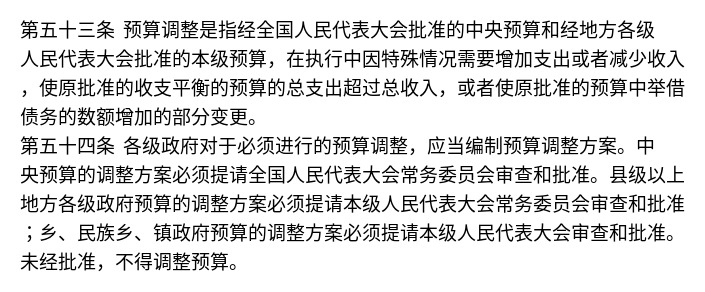 第五十三条 预算调整是指经全国人民代表大会批准的中央预算和经地方各级
人民代表大会批准的本级预算，在执行中因特殊情况需要增加支出或者减少收入
，使原批准的收支平衡的预算的总支出超过总收入，或者使原批准的预算中举借
债务的数额增加的部分变更。
第五十四条 各级政府对于必须进行的预算调整，应当编制预算调整方案。中
央预算的调整方案必须提请全国人民代表大会常务委员会审查和批准。县级以上
地方各级政府预算的调整方案必须提请本级人民代表大会常务委员会审查和批准
；乡、民族乡、镇政府预算的调整方案必须提请本级人民代表大会审查和批准。
未经批准，不得调整预算。